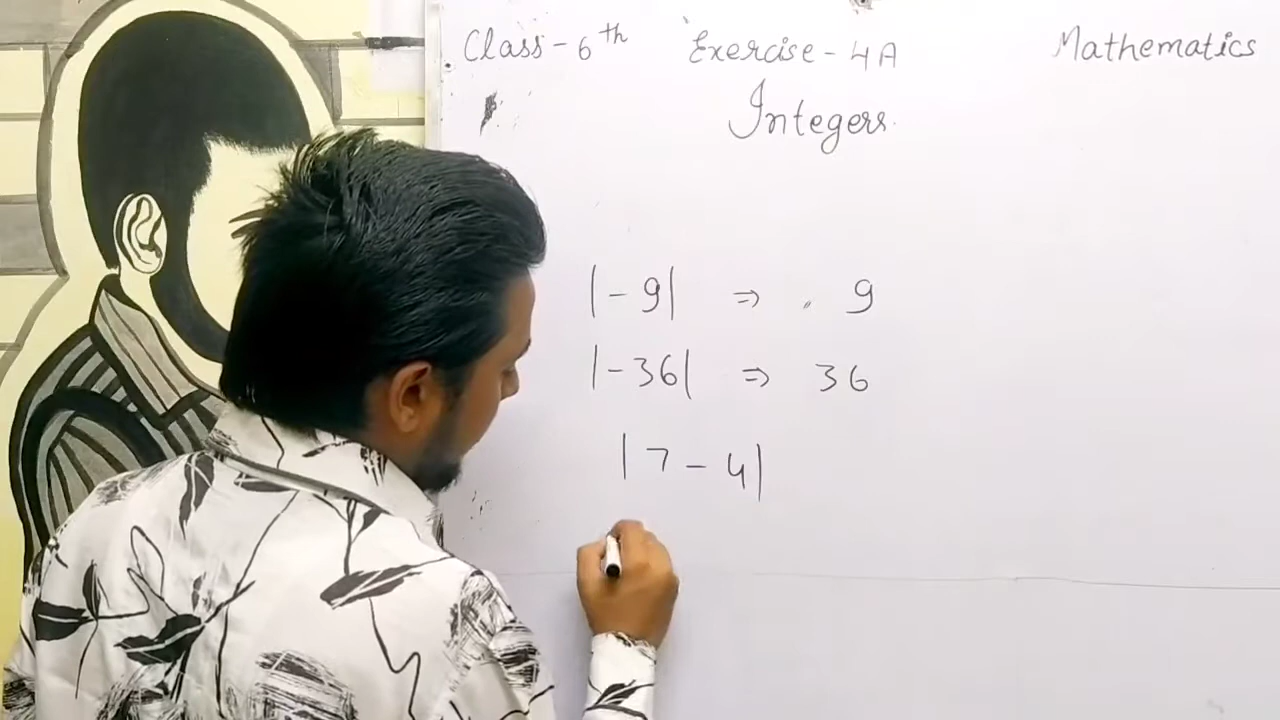 Class - 6th Exercise - 4A Mathematics
Integers
|- 9| ⇒ 9
|- 36| ⇒ 36
|7 - 4|